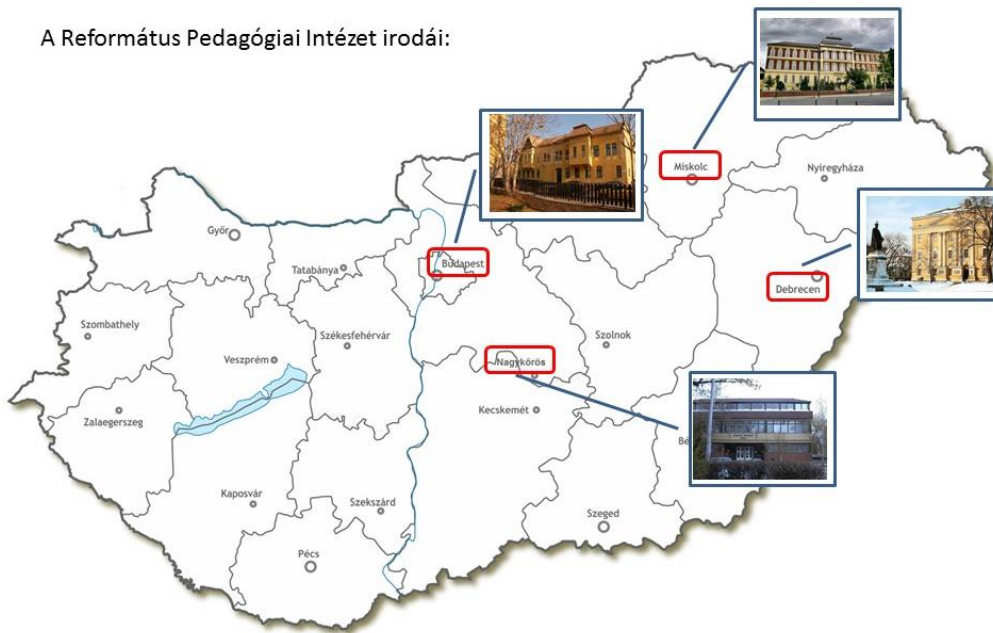 A Református Pedagógiai Intézet irodái:
Miskolc
Nyíregyháza
Győr
Budapest
Tatabánya
Debrecen
Szombathely
Székesfehérvár
Szolnok
Veszprém
Nagykőrös
Zalaegerszeg
Kecskemét
Bé
Kaposvár
Szekszárd
Szeged
Pécs